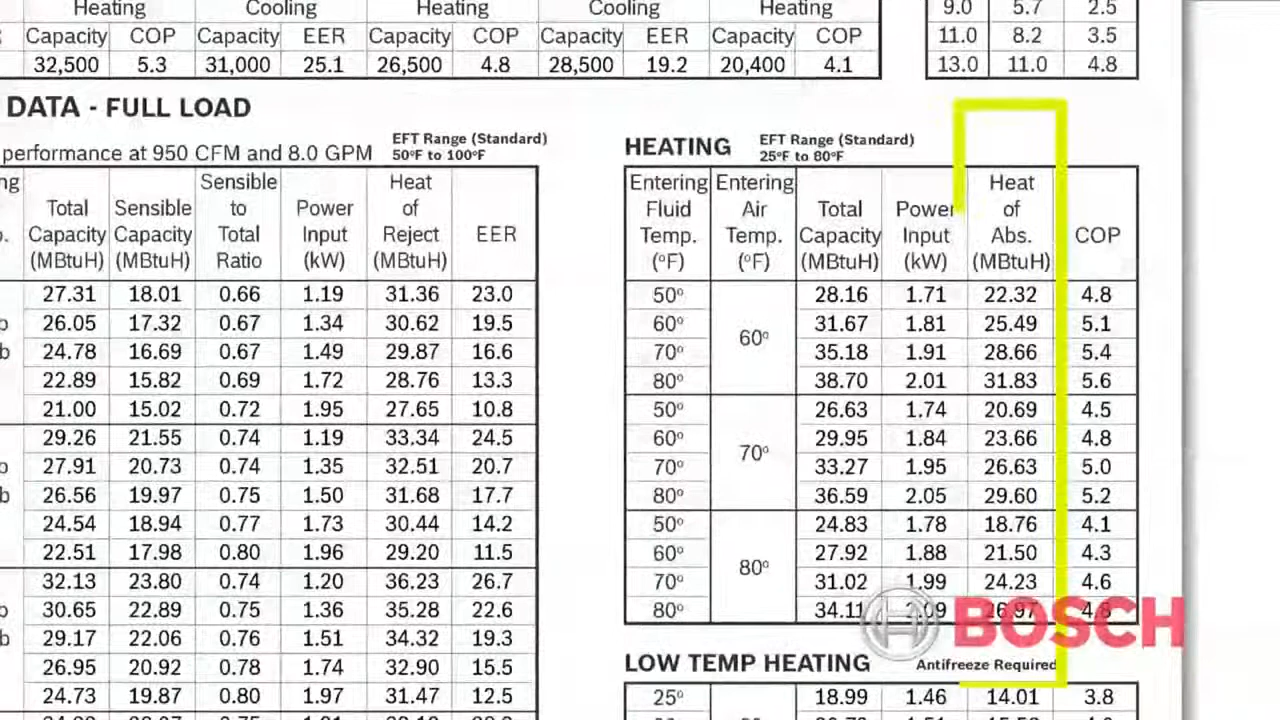 Heating Cooling Heating Cooling Heating 9.0 5.7 2.5
Capacity COP Capacity EER Capacity COP Capacity EER Capacity COP 11.0 8.2 3.5
32,500 5.3 31,000 25.1 26,500 4.8 28,500 19.2 20,400 4.1 13.0 11.0 4.8
DATA - FULL LOAD
performance at 950 CFM and 8.0 GPM
EFT Range (Standard)
50°F to 100°F
Total Capacity (MBtuH) Sensible Capacity (MBtuH) Sensible to Total Ratio Power Input (kW) Heat of Reject (MBtuH) EER
27.31 18.01 0.66 1.19 31.36 23.0
26.05 17.32 0.67 1.34 30.62 19.5
24.78 16.69 0.67 1.49 29.87 16.6
22.89 15.82 0.69 1.72 28.76 13.3
21.00 15.02 0.72 1.95 27.65 10.8
29.26 21.55 0.74 1.19 33.34 24.5
27.91 20.73 0.74 1.35 32.51 20.7
26.56 19.97 0.75 1.50 31.68 17.7
24.54 18.94 0.77 1.73 30.44 14.2
22.51 17.98 0.80 1.96 29.20 11.5
32.13 23.80 0.74 1.20 36.23 26.7
30.65 22.89 0.75 1.36 35.28 22.6
29.17 22.06 0.76 1.51 34.32 19.3
26.95 20.92 0.78 1.74 32.90 15.5
24.73 19.87 0.80 1.97 31.47 12.5
HEATING
EFT Range (Standard)
25°F to 80°F
Entering Fluid Temp. (°F) Entering Air Temp. (°F) Total Capacity (MBtuH) Power Input (kW) Heat of Abs. (MBtuH) COP
50° 28.16 1.71 22.32 4.8
60° 31.67 1.81 25.49 5.1
60°
70° 35.18 1.91 28.66 5.4
80° 38.70 2.01 31.83 5.6
50° 26.63 1.74 20.69 4.5
60° 29.95 1.84 23.66 4.8
70°
70° 33.27 1.95 26.63 5.0
80° 36.59 2.05 29.60 5.2
50° 24.83 1.78 18.76 4.1
60° 27.92 1.88 21.50 4.3
80°
70° 31.02 1.99 24.23 4.6
80° 34.11 2.09 26.97 4.8
BOSCH
LOW TEMP HEATING Antifreeze Required
25° 18.99 1.46 14.01 3.8